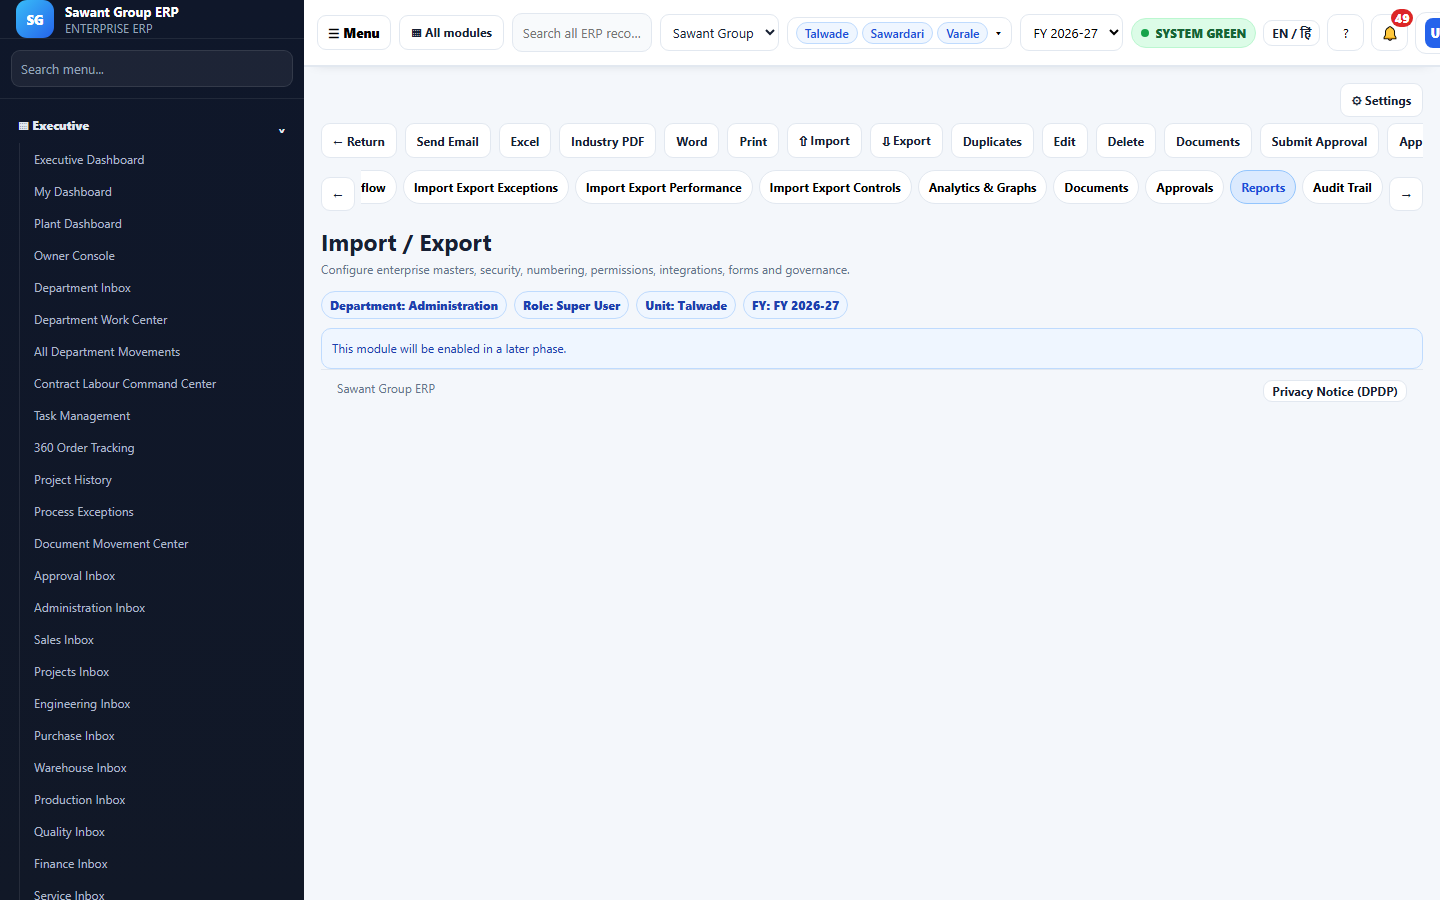 SG
Sawant Group ERP
ENTERPRISE ERP
Search menu...
Executive
Executive Dashboard
My Dashboard
Plant Dashboard
Owner Console
Department Inbox
Department Work Center
All Department Movements
Contract Labour Command Center
Task Management
360 Order Tracking
Project History
Process Exceptions
Document Movement Center
Approval Inbox
Administration Inbox
Sales Inbox
Projects Inbox
Engineering Inbox
Purchase Inbox
Warehouse Inbox
Production Inbox
Quality Inbox
Finance Inbox
Service Inbox
☰ Menu
All modules
Search all ERP reco...
Sawant Group
Talwade Sawardari Varale
FY 2026-27
SYSTEM GREEN
EN / हिं
?
49
U
⚙ Settings
← Return
Send Email
Excel
Industry PDF
Word
Print
⇧ Import
⇩ Export
Duplicates
Edit
Delete
Documents
Submit Approval
App
←
flow
Import Export Exceptions
Import Export Performance
Import Export Controls
Analytics & Graphs
Documents
Approvals
Reports
Audit Trail
→
Import / Export
Configure enterprise masters, security, numbering, permissions, integrations, forms and governance.
Department: Administration
Role: Super User
Unit: Talwade
FY: FY 2026-27
This module will be enabled in a later phase.
Sawant Group ERP
Privacy Notice (DPDP)